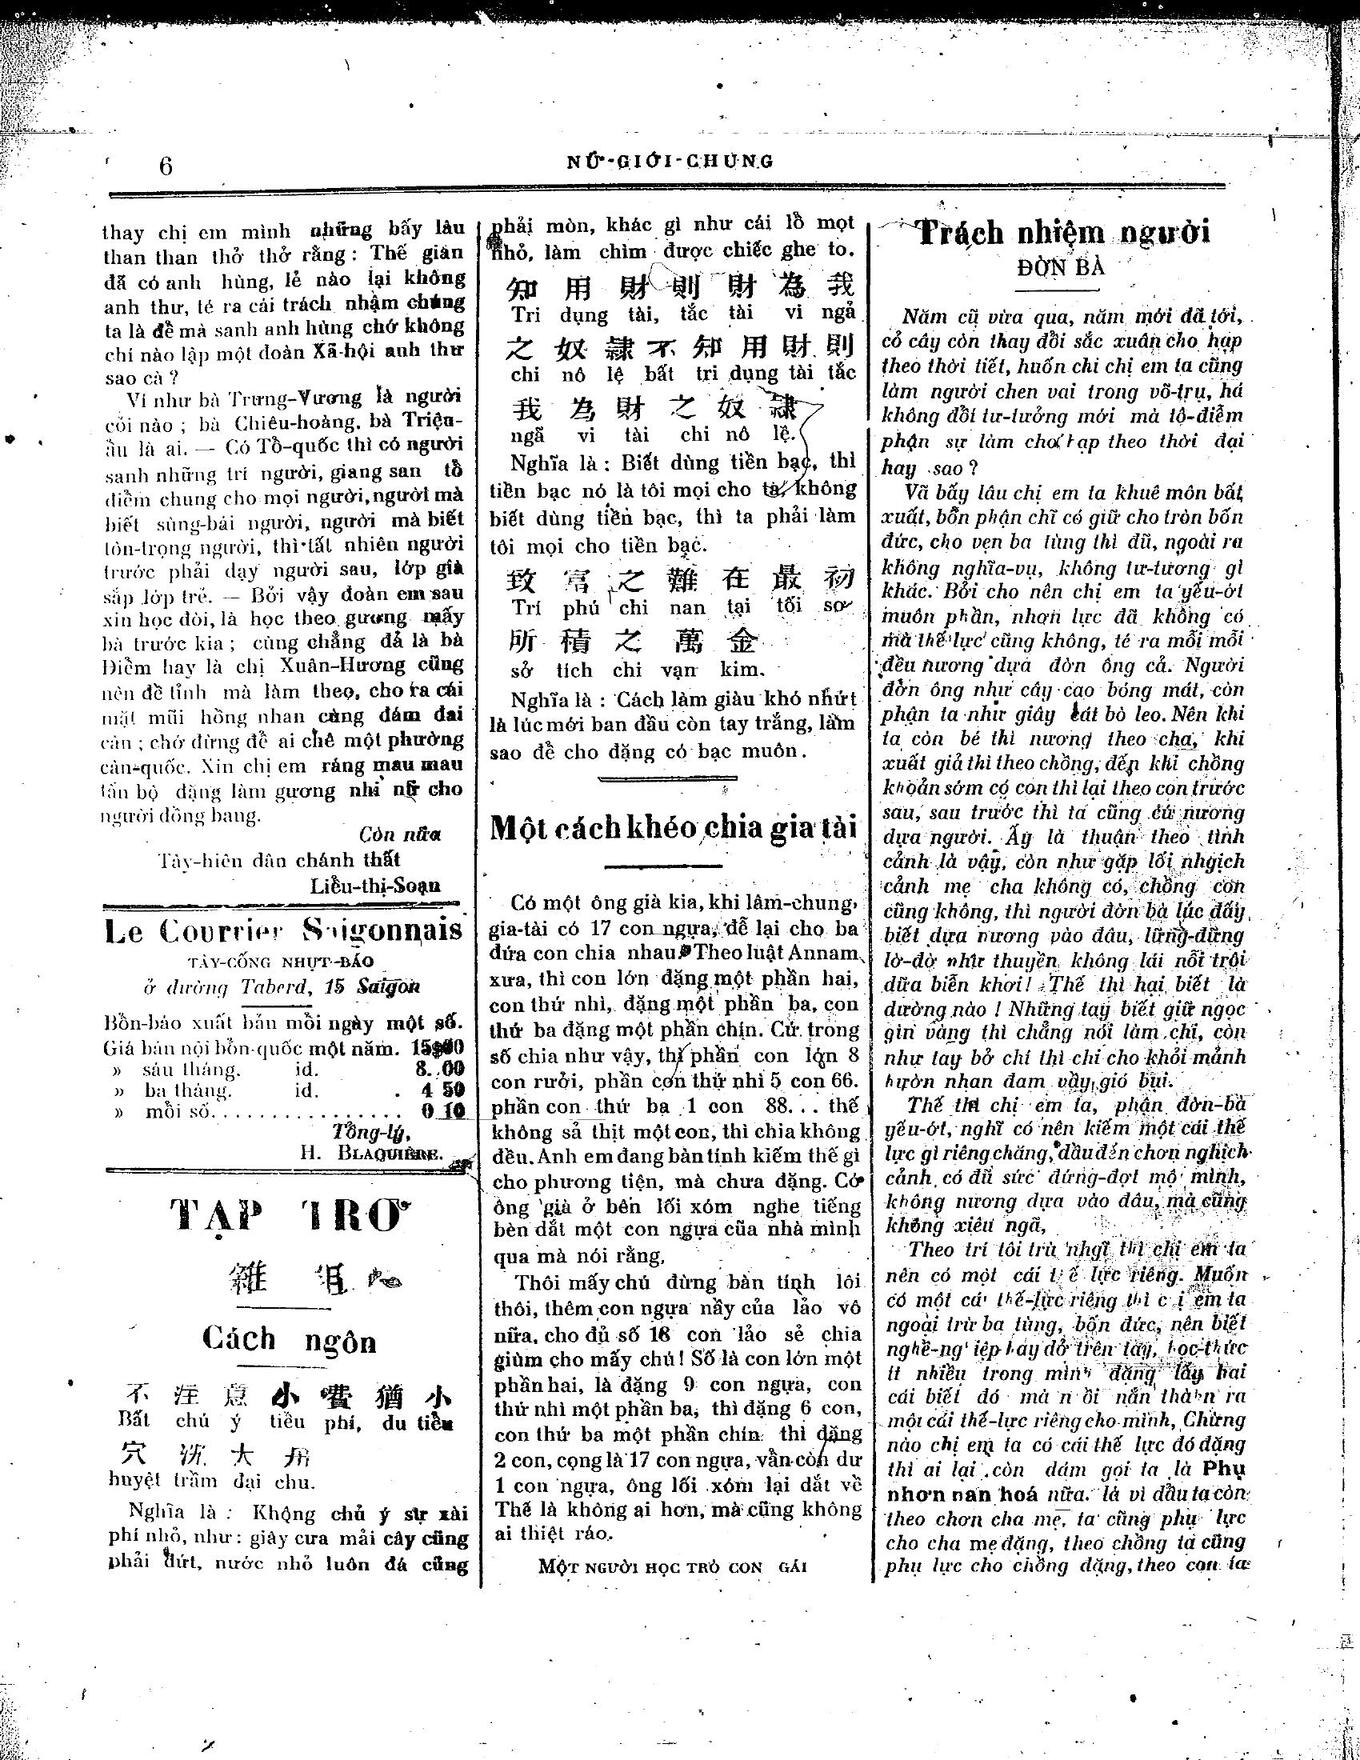 6
NỮ-GIỚI-CHUNG
thay chị em mình những bấy lâu
than than thở thở rằng : Thế gian
đã có anh hùng, lẻ nào lại không
anh thư, té ra cái trách nhậm chúng
ta là để mà sanh anh hùng chớ không
chí nào lập một đoàn Xã-hội anh thư
sao cà ?
Ví như bà Trưng-Vương là người
cõi nào ; bà Chiêu-hoàng, bà Triệu-
ẩu là ai. — Có Tổ-quốc thì có người
sanh những trí người, giang san tô
điểm chung cho mọi người, người mà
biết sùng-bái người, người mà biết
tôn-trọng người, thì tất nhiên người
trước phải dạy người sau, lớp già
sắp lớp trẻ. — Bởi vậy đoàn em sau
xin học đòi, là học theo gương mấy
bà trước kia ; cùng chẳng đả là bà
Điểm hay là chị Xuân-Hương cũng
nên để tỉnh mà làm theo, cho ra cái
mặt mũi hồng nhan cùng đám đai
cân ; chớ đừng để ai chê một phường
cân-quốc. Xin chị em ráng mau mau
tấn bộ dặng làm gương nhi nữ cho
người đồng bang.
Còn nữa
Tây-hiên dân chánh thất
Liễu-thị-Soạn
Le Courrier Saigonnais
TÂY-CỐNG NHỰT-BÁO
ở đường Taberd, 15 Saigon
Bổn-báo xuất bản mỗi ngày một số.
Giá bán nội bổn-quốc một năm. 15$00
» sáu tháng. id. 8. 00
» ba tháng. id. . 4 50
» mỗi số. . . . . . . . . . . . . . . . 0 10
Tổng-lý,
H. BLAQUIÈRE.
TẠP TRỞ
雜 俎
Cách ngôn
不 注 意 小 費 猶 小
Bất chú ý tiểu phí, du tiểu
穴 沈 大 舟
huyệt trầm đại chu.
Nghĩa là : Không chủ ý sự xài
phí nhỏ, như : giây cưa mải cây cũng
phải đứt, nước nhỏ luôn đá cũng
phải mòn, khác gì như cái lổ mọt
nhỏ, làm chìm được chiếc ghe to.
知 用 財 則 財 為 我
Tri dụng tài, tắc tài vi ngả
之 奴 隷 不 知 用 財 則
chi nô lệ bất tri dụng tài tắc
我 為 財 之 奴 隷
ngã vi tài chi nô lệ.
Nghĩa là : Biết dùng tiền bạc, thì
tiền bạc nó là tôi mọi cho ta, không
biết dùng tiền bạc, thì ta phải làm
tôi mọi cho tiền bạc.
致 富 之 難 在 最 初
Trí phú chi nan tại tối sơ
所 積 之 萬 金
sở tích chi vạn kim.
Nghĩa là : Cách làm giàu khó nhứt
là lúc mới ban đầu còn tay trắng, làm
sao để cho dặng có bạc muôn.
Một cách khéo chia gia tài
Có một ông già kia, khi lâm-chung,
gia-tài có 17 con ngựa, để lại cho ba
đứa con chia nhau. Theo luật Annam
xưa, thì con lớn đặng một phần hai,
con thứ nhì, đặng một phần ba, con
thứ ba đặng một phần chín. Cứ trong
số chia như vậy, thì phần con lớn 8
con rưởi, phần con thứ nhì 5 con 66.
phần con thứ ba 1 con 88... thế
không sả thịt một con, thì chia không
đều. Anh em đang bàn tính kiếm thế gì
cho phương tiện, mà chưa đặng. Có
ông già ở bên lối xóm nghe tiếng
bèn dắt một con ngựa của nhà mình
qua mà nói rằng,
Thôi mấy chú đừng bàn tính lôi
thôi, thêm con ngựa nầy của lảo vô
nữa, cho đủ số 18 con lảo sẻ chia
giùm cho mấy chú! Số là con lớn một
phần hai, là đặng 9 con ngựa, con
thứ nhì một phần ba, thì đặng 6 con,
con thứ ba một phần chín thì đặng
2 con, cọng là 17 con ngựa, vẫn còn dư
1 con ngựa, ông lối xóm lại dắt về
Thế là không ai hơn, mà cũng không
ai thiệt ráo.
MỘT NGƯỜI HỌC TRÒ CON GÁI
Trách nhiệm người
ĐỜN BÀ
Năm cũ vừa qua, năm mới đã tới,
cỏ cây còn thay đổi sắc xuân cho hạp
theo thời tiết, huốn chi chị em ta cũng
làm người chen vai trong võ-trụ, há
không đổi tư-tưởng mới mà tô-điểm
phận sự làm cho hạp theo thời đại
hay sao ?
Vã bấy lâu chị em ta khuê môn bất
xuất, bổn phận chĩ có giữ cho tròn bốn
đức, cho vẹn ba tùng thì đũ, ngoài ra
không nghĩa-vụ, không tư-tương gì
khác. Bởi cho nên chị em ta yếu-ớt
muôn phần, nhơn lực đã không có
mà thế lực cũng không, té ra mỗi mỗi
đều nương dựa đờn ông cả. Người
đờn ông như cây cao bóng mát, còn
phận ta như giây cát bò leo. Nên khi
ta còn bé thì nương theo cha, khi
xuất giả thì theo chồng, đến khi chồng
khoản sớm có con thì lại theo con trước
sau, sau trước thì ta cũng cứ nương
dựa người. Ấy là thuận theo tình
cảnh là vậy, còn như gặp lối nghịch
cảnh mẹ cha không có, chồng con
cũng không, thì người đờn bà lúc đấy
biết dựa nương vào đâu, lững-đững
lờ-đờ như thuyền không lái nổi trôi
dữa biển khơi ! Thế thì hại biết là
dường nào ! Những tay biết giữ ngọc
gìn vàng thì chẳng nói làm chi, còn
như tay bở chí thì chi cho khỏi mảnh
hườn nhan đam vầy gió bụi.
Thế thì chị em ta, phận đờn-bà
yếu-ớt, nghĩ có nên kiếm một cái thế
lực gì riêng chăng, dầu đến chơn nghịch
cảnh, có đũ sức đứng-đợt mộ mình,
không nương dựa vào đâu, mà cũng
không xiêu ngã,
Theo trí tôi trù nhgĩ thì chị em ta
nên có một cái thế lực riêng. Muốn
có một cái thế-lực riêng thì chị em ta
ngoài trừ ba tùng, bốn đức, nên biết
nghề-nghiệp hay dở trên tay, học-thức
ít nhiều trong mình đặng lấy hai
cái biết đó mà nồi nắn thành ra
một cái thế-lực riêng cho mình, Chừng
nào chị em ta có cái thế lực đó đặng
thì ai lại còn dám gọi ta là Phụ
nhơn nan hoá nữa. là vì dầu ta còn
theo chơn cha mẹ, ta cũng phụ lực
cho cha mẹ dặng, theo chồng ta cũng
phụ lực cho chồng dặng, theo con ta